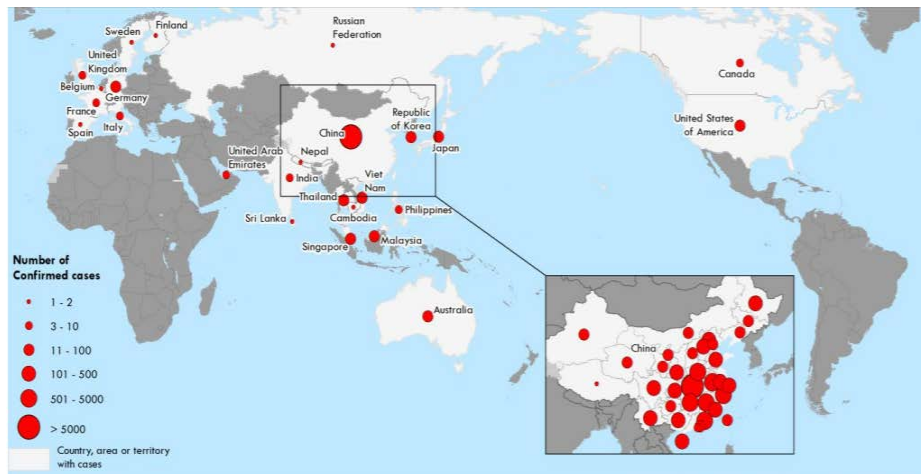 Russian
Federation
Finland
Sweden
United
Kingdom
Belgium
Germany
France
Spain
Italy
Canada
United States
of America
China
Republic
of Korea
Japan
Nepal
United Arab
Emirates
India
Viet
Nam
Thailand
Cambodia
Philippines
Sri Lanka
Singapore
Malaysia
Australia
China
Number of
Confirmed cases
1 - 2
3 - 10
11 - 100
101 - 500
501 - 5000
> 5000
Country, area or territory
with cases